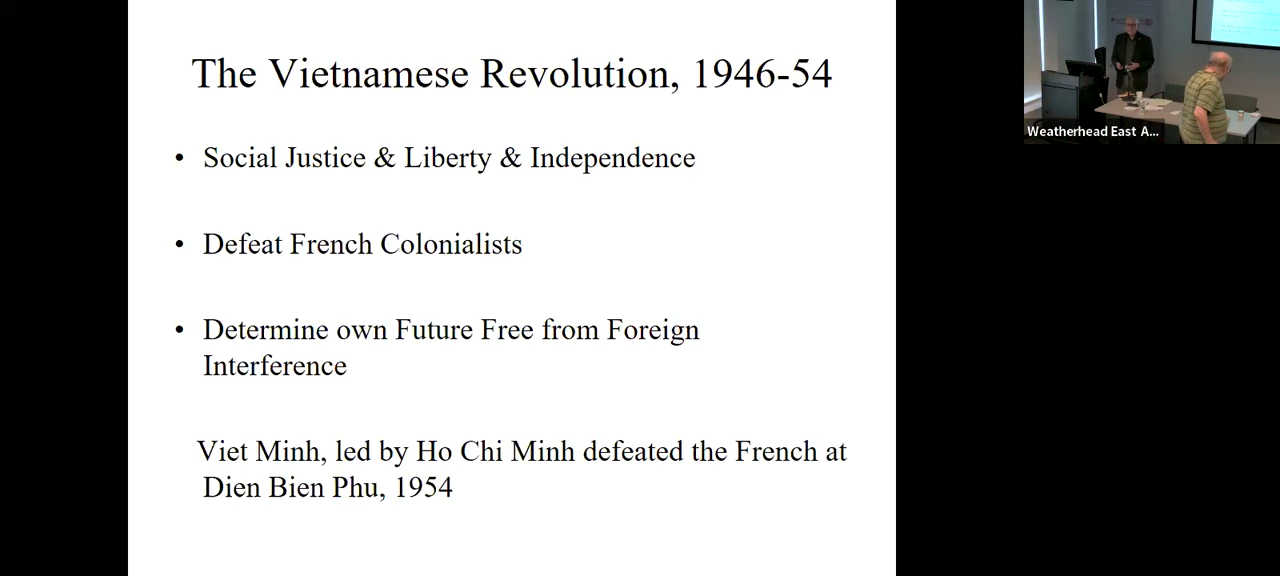 The Vietnamese Revolution, 1946-54
• Social Justice & Liberty & Independence
• Defeat French Colonialists
• Determine own Future Free from Foreign
Interference
Viet Minh, led by Ho Chi Minh defeated the French at
Dien Bien Phu, 1954
Weatherhead East A...